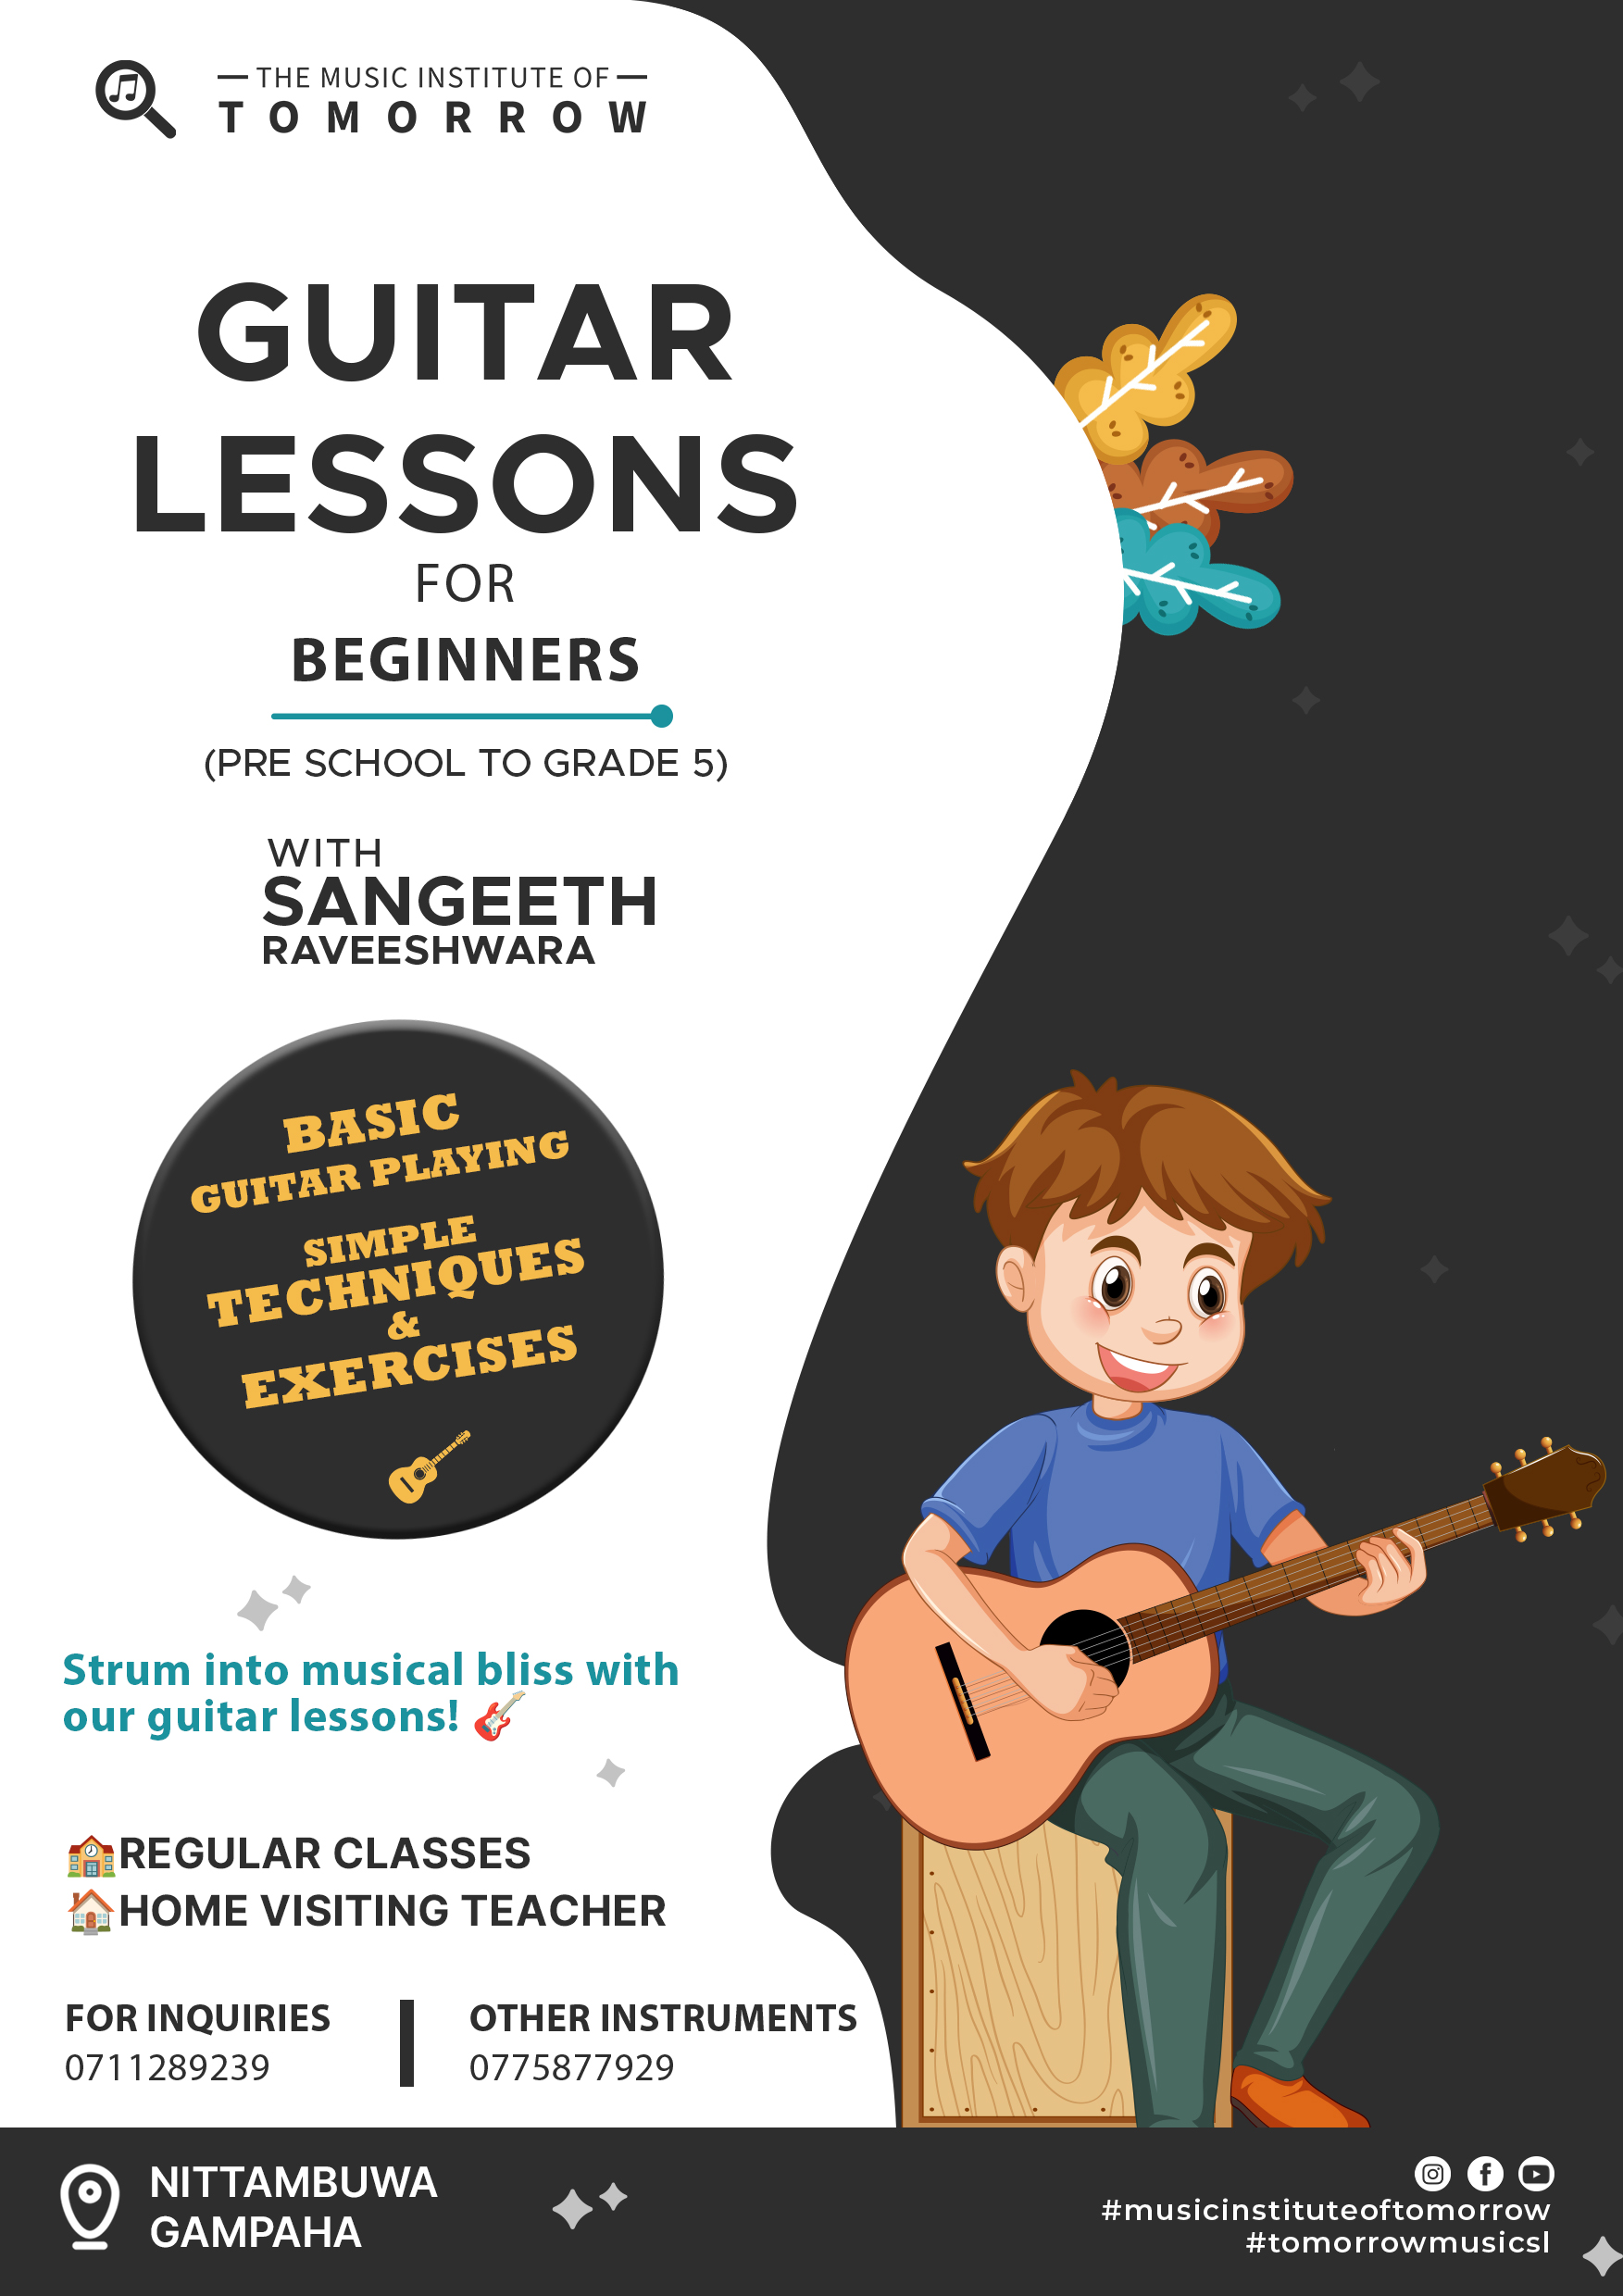 THE MUSIC INSTITUTE OF
TOMORROW
GUITAR
LESSONS
FOR
BEGINNERS
(PRE SCHOOL TO GRADE 5)
WITH
SANGEETH
RAVEESHWARA
BASIC
GUITAR PLAYING
SIMPLE
TECHNIQUES
&
EXERCISES
Strum into musical bliss with
our guitar lessons! 🎸
🏫REGULAR CLASSES
🏠HOME VISITING TEACHER
FOR INQUIRIES
0711289239
OTHER INSTRUMENTS
0775877929
NITTAMBUWA
GAMPAHA
#musicinstituteoftomorrow
#tomorrowmusicsl